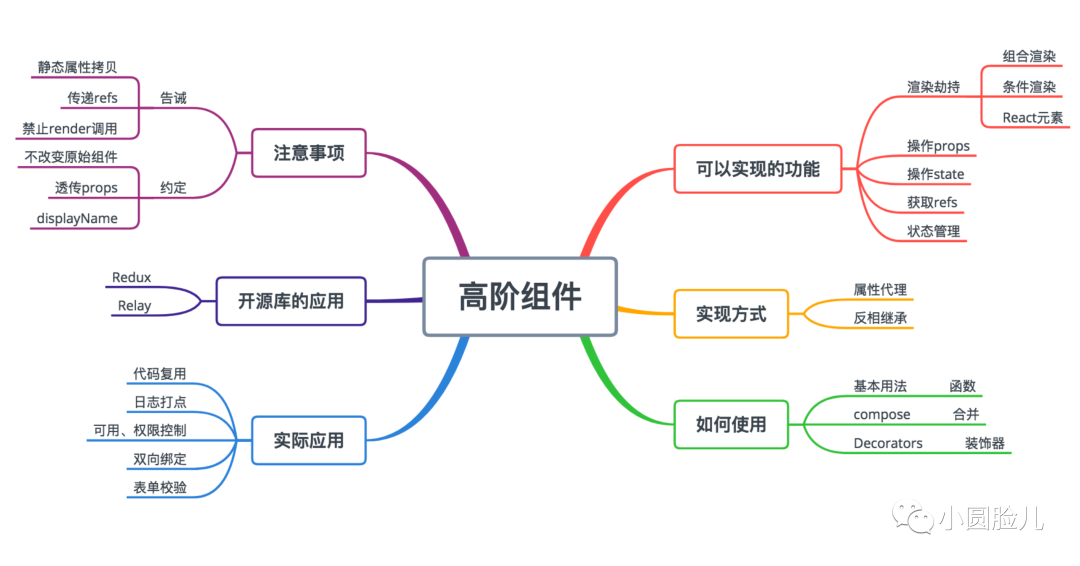 高阶组件
可以实现的功能
渲染劫持
组合渲染
条件渲染
React元素
操作props
操作state
获取refs
状态管理
实现方式
属性代理
反相继承
如何使用
基本用法 函数
compose 合并
Decorators 装饰器
注意事项
告诫
静态属性拷贝
传递refs
禁止render调用
约定
不改变原始组件
透传props
displayName
开源库的应用
Redux
Relay
实际应用
代码复用
日志打点
可用、权限控制
双向绑定
表单校验
小圆脸儿